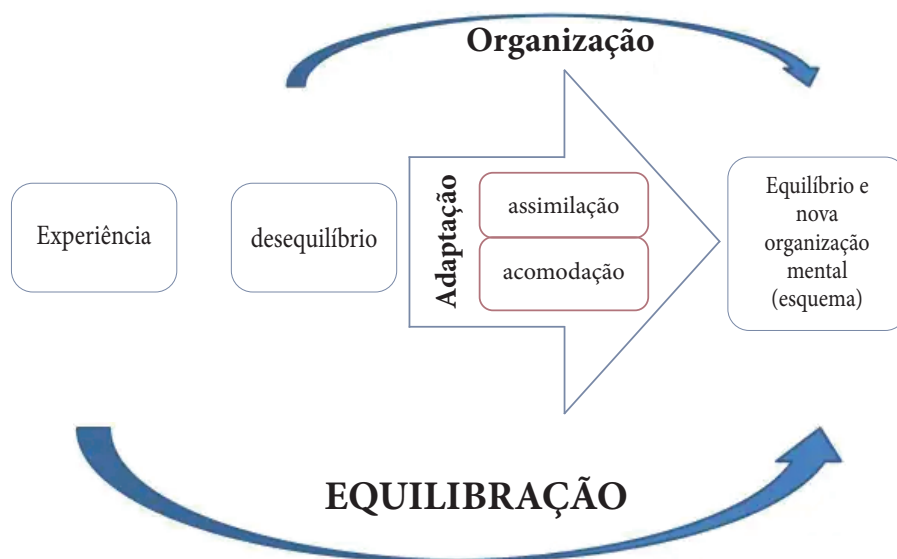 Organização
Experiência
desequilíbrio
Adaptação
assimilação
acomodação
Equilíbrio e
nova
organização
mental
(esquema)
EQUILIBRAÇÃO